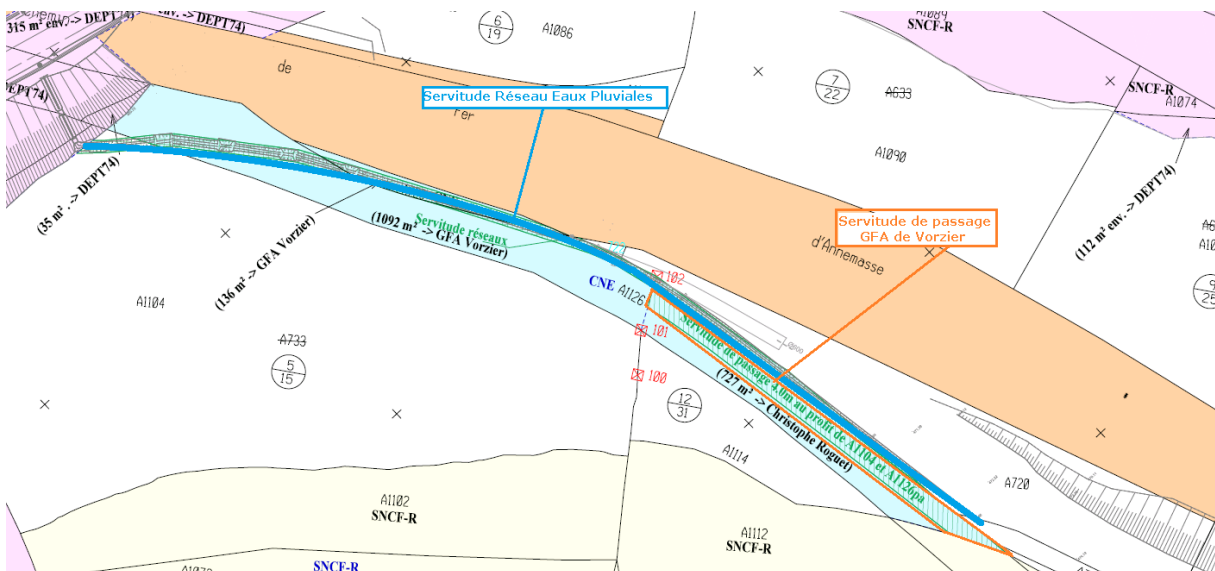 315 m² env. -> DEPT74)
env. -> DEPT74)
6
19
A1086
de
Fer
SNCF-R
7
22
A633
SNCF-R
A1074
Servitude Réseau Eaux Pluviales
A1090
DEPT74)
(35 m² . -> DEPT74)
(136 m² -> GFA Vorzier)
Servitude réseaux
(1092 m² -> GFA Vorzier)
Servitude de passage
GFA de Vorzier
d'Annemasse
(112 m² env. -> DEPT74)
9
25
CNE
A1126
102
101
100
A1104
A733
5
15
12
31
A1114
Servitude de passage 4.0m au profit de A1104 et A1126pa
(727 m² -> Christophe Roguet)
A720
A1102
SNCF-R
A1112
SNCF-R
SNCF-R